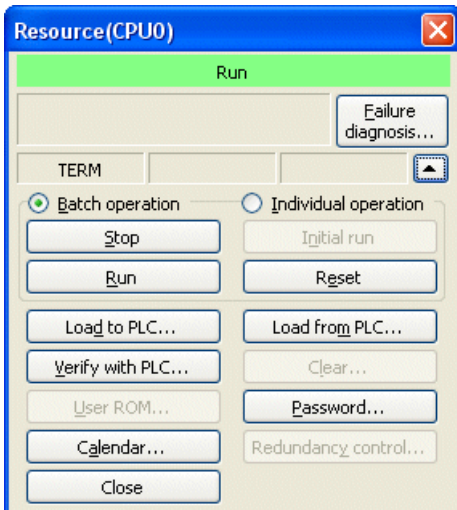 Resource(CPU0)
Run
Failure
diagnosis...
TERM
Batch operation
Individual operation
Stop
Initial run
Run
Reset
Load to PLC...
Load from PLC...
Verify with PLC...
Clear...
User ROM...
Password...
Calendar...
Redundancy control...
Close